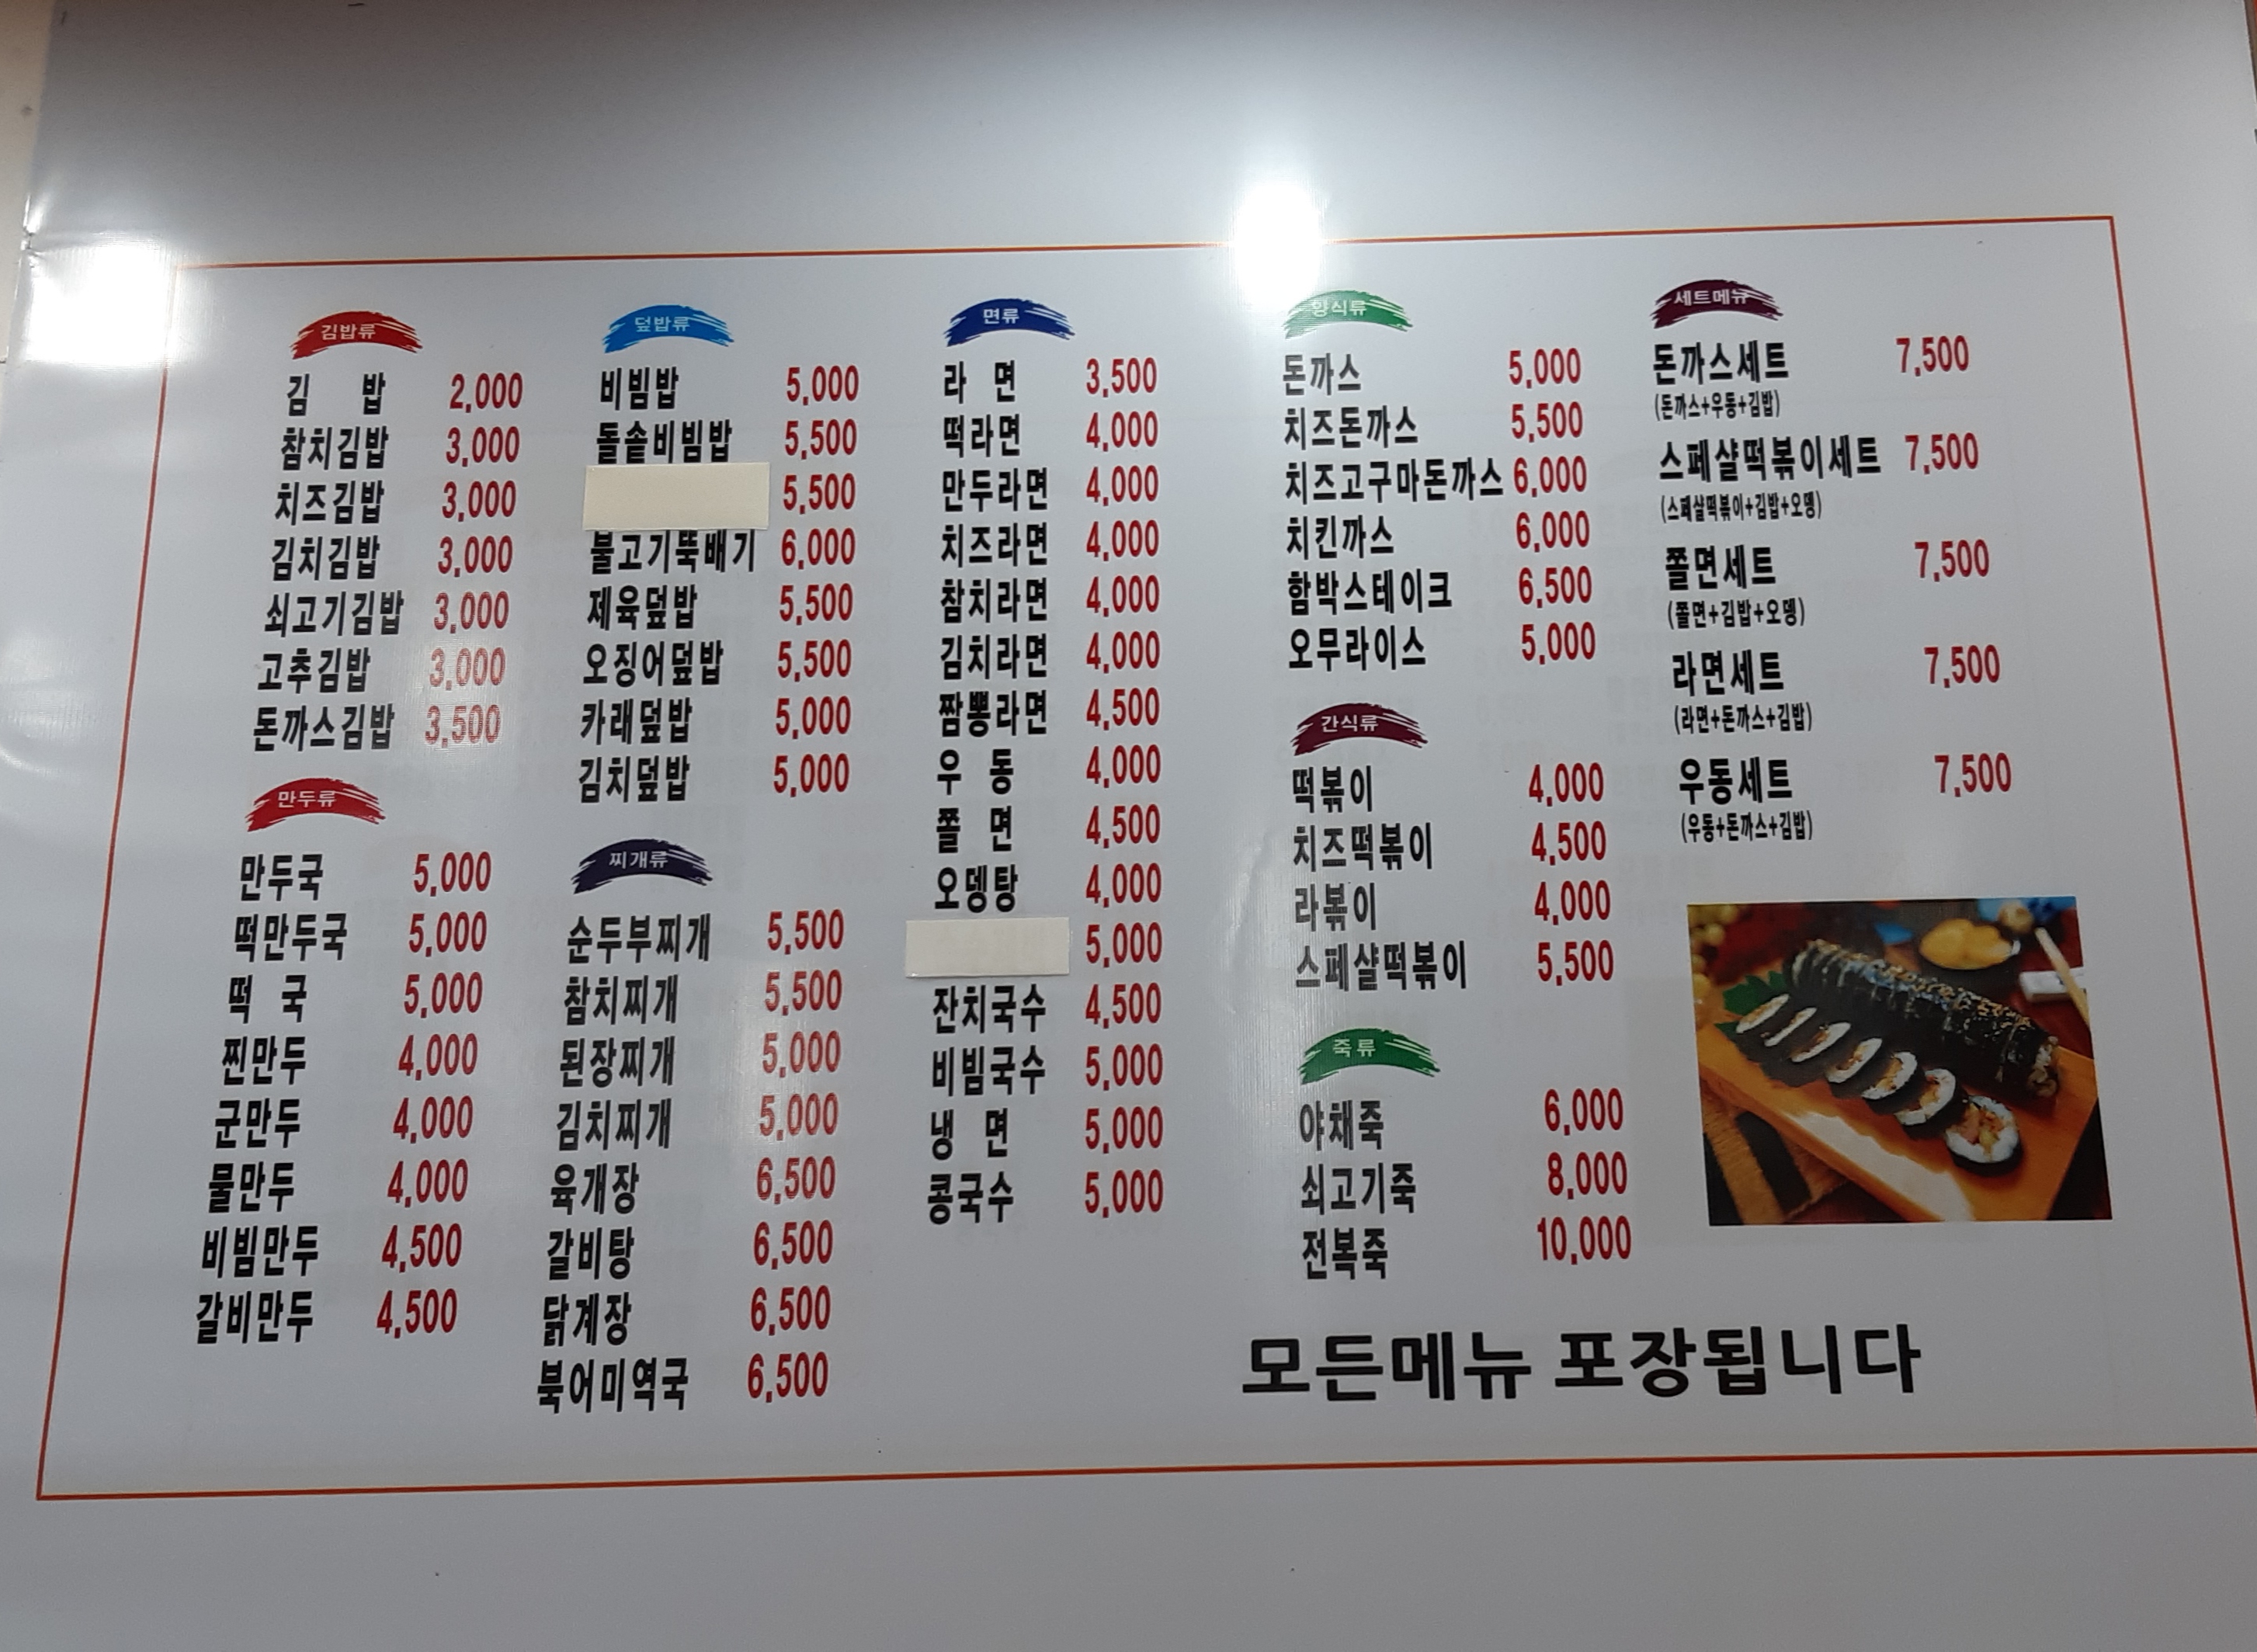 김밥류
김 밥 2,000
참치김밥 3,000
치즈김밥 3,000
김치김밥 3,000
쇠고기김밥 3,000
고추김밥 3,000
돈까스김밥 3,500
만두류
만두국 5,000
떡만두국 5,000
떡 국 5,000
찐만두 4,000
군만두 4,000
물만두 4,000
비빔만두 4,500
갈비만두 4,500
덮밥류
비빔밥 5,000
돌솥비빔밥 5,500
5,500
불고기뚝배기 6,000
제육덮밥 5,500
오징어덮밥 5,500
카래덮밥 5,000
김치덮밥 5,000
찌개류
순두부찌개 5,500
참치찌개 5,500
된장찌개 5,000
김치찌개 5,000
육개장 6,500
갈비탕 6,500
닭계장 6,500
북어미역국 6,500
면류
라 면 3,500
떡라면 4,000
만두라면 4,000
치즈라면 4,000
참치라면 4,000
김치라면 4,000
짬뽕라면 4,500
우 동 4,000
쫄 면 4,500
오뎅탕 4,000
5,000
잔치국수 4,500
비빔국수 5,000
냉 면 5,000
콩국수 5,000
양식류
돈까스 5,000
치즈돈까스 5,500
치즈고구마돈까스 6,000
치킨까스 6,000
함박스테이크 6,500
오무라이스 5,000
간식류
떡볶이 4,000
치즈떡볶이 4,500
라볶이 4,000
스페샬떡볶이 5,500
죽류
야채죽 6,000
쇠고기죽 8,000
전복죽 10,000
세트메뉴
돈까스세트 7,500
(돈까스+우동+김밥)
스페샬떡볶이세트 7,500
(스페샬떡볶이+김밥+오뎅)
쫄면세트 7,500
(쫄면+김밥+오뎅)
라면세트 7,500
(라면+돈까스+김밥)
우동세트 7,500
(우동+돈까스+김밥)
모든메뉴 포장됩니다